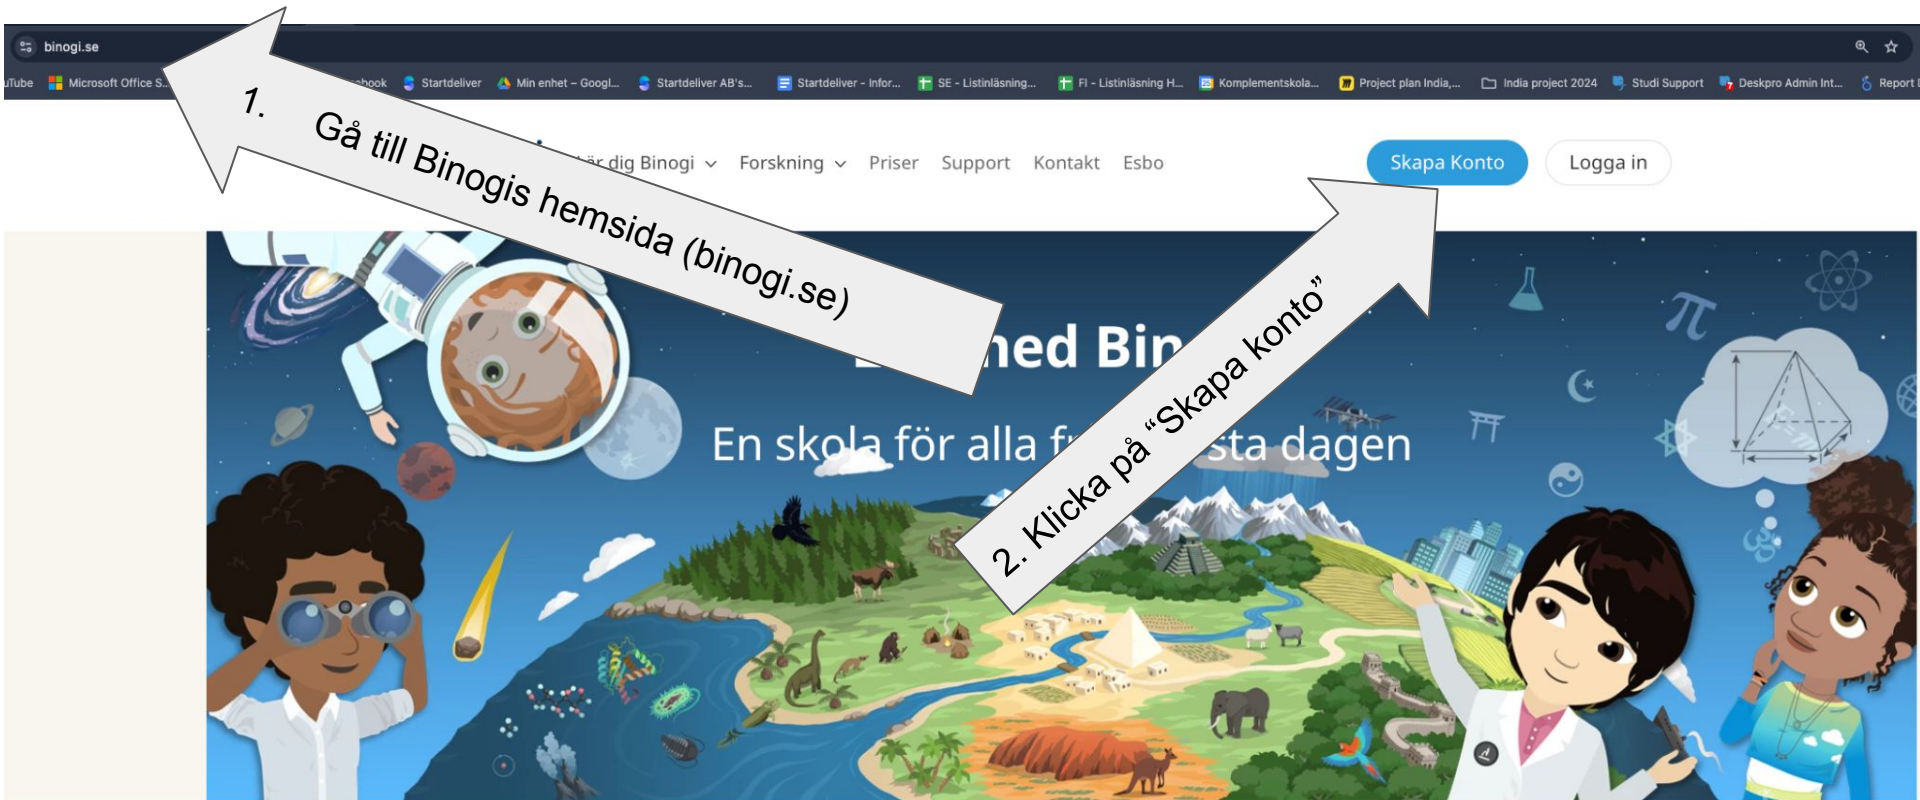 binogi.se
Microsoft Office S...
Startdeliver
Min enhet – Googl...
Startdeliver AB's...
Startdeliver - Infor...
SE - Listinläsning...
FI - Listinläsning H...
Komplementskola...
Project plan India,...
India project 2024
Studi Support
Deskpro Admin Int...
Report
1. Gå till Binogis hemsida (binogi.se)
dig Binogi
Forskning
Priser
Support
Kontakt
Esbo
Skapa Konto
Logga in
2. Klicka på “Skapa konto”
En skola för alla
dagen
π